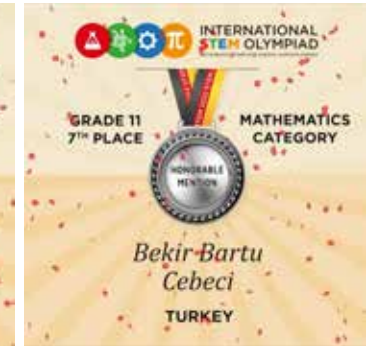 INTERNATIONAL
STEM OLYMPIAD
GRADE 11
7TH PLACE
MATHEMATICS
CATEGORY
HONORABLE
MENTION
Bekir Bartu
Cebeci
TURKEY